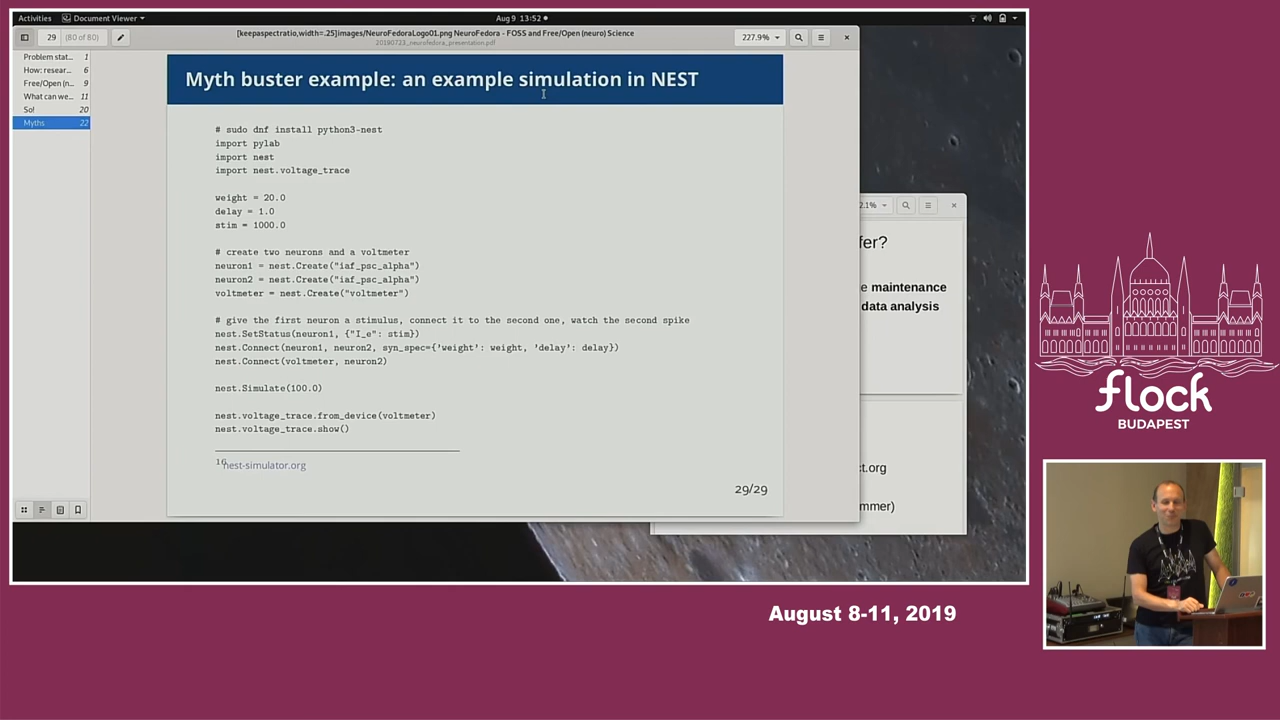 Activities
Document Viewer
Aug 9 13:52
29
(80 of 80)
[keepaspectratio,width=.25]images/NeuroFedoraLogo01.png NeuroFedora - FOSS and Free/Open (neuro) Science
20190723_neurofedora_presentation.pdf
227.9%
Problem stat... 1
How: resear... 6
Free/Open (n... 9
What can we... 11
So! 20
Myths 22
Myth buster example: an example simulation in NEST
# sudo dnf install python3-nest
import pylab
import nest
import nest.voltage_trace
weight = 20.0
delay = 1.0
stim = 1000.0
# create two neurons and a voltmeter
neuron1 = nest.Create("iaf_psc_alpha")
neuron2 = nest.Create("iaf_psc_alpha")
voltmeter = nest.Create("voltmeter")
# give the first neuron a stimulus, connect it to the second one, watch the second spike
nest.SetStatus(neuron1, {"I_e": stim})
nest.Connect(neuron1, neuron2, syn_spec={'weight': weight, 'delay': delay})
nest.Connect(voltmeter, neuron2)
nest.Simulate(100.0)
nest.voltage_trace.from_device(voltmeter)
nest.voltage_trace.show()
16
nest-simulator.org
29/29
2.1%
fer?
e maintenance
data analysis
ct.org
mmer)
flock
BUDAPEST
August 8-11, 2019